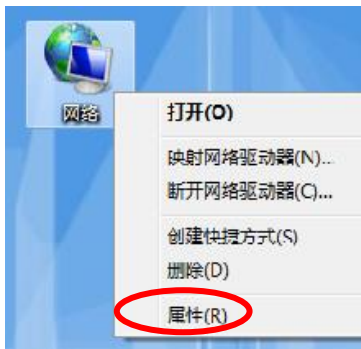 网络
打开(O)
映射网络驱动器(N)...
断开网络驱动器(C)...
创建快捷方式(S)
删除(D)
属性(R)